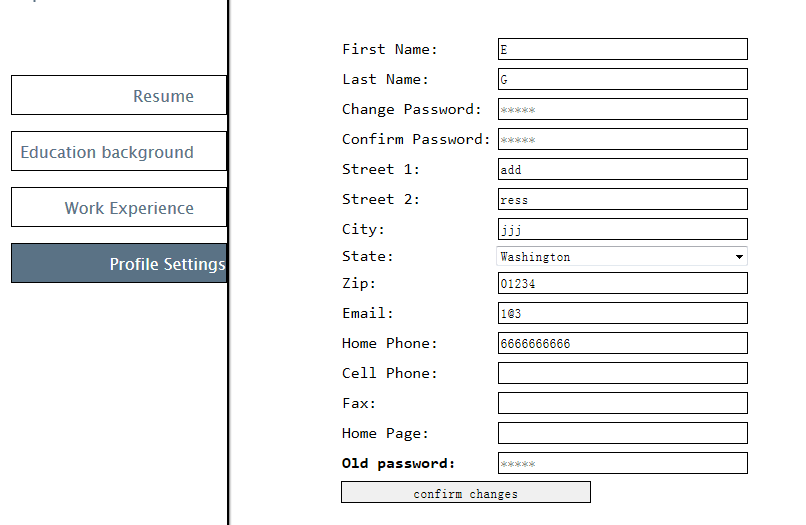 Resume
Education background
Work Experience
Profile Settings
First Name: E
Last Name: G
Change Password: *****
Confirm Password: *****
Street 1: add
Street 2: ress
City: jjj
State: Washington
Zip: 01234
Email: 1@3
Home Phone: 6666666666
Cell Phone:
Fax:
Home Page:
Old password: *****
confirm changes